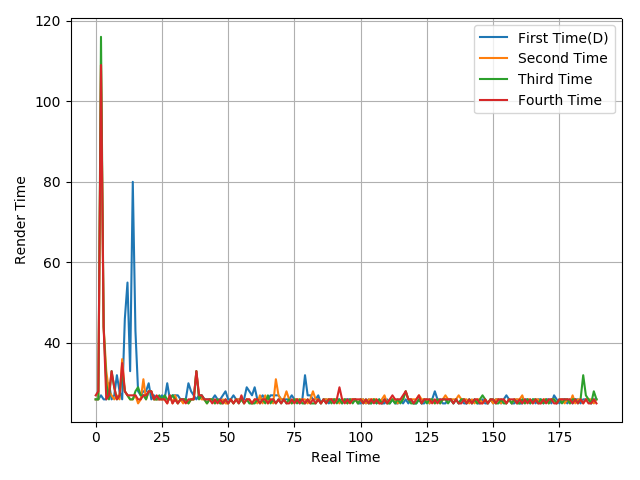 120
100
80
60
40
Render Time
0
25
50
75
100
125
150
175
Real Time
First Time(D)
Second Time
Third Time
Fourth Time